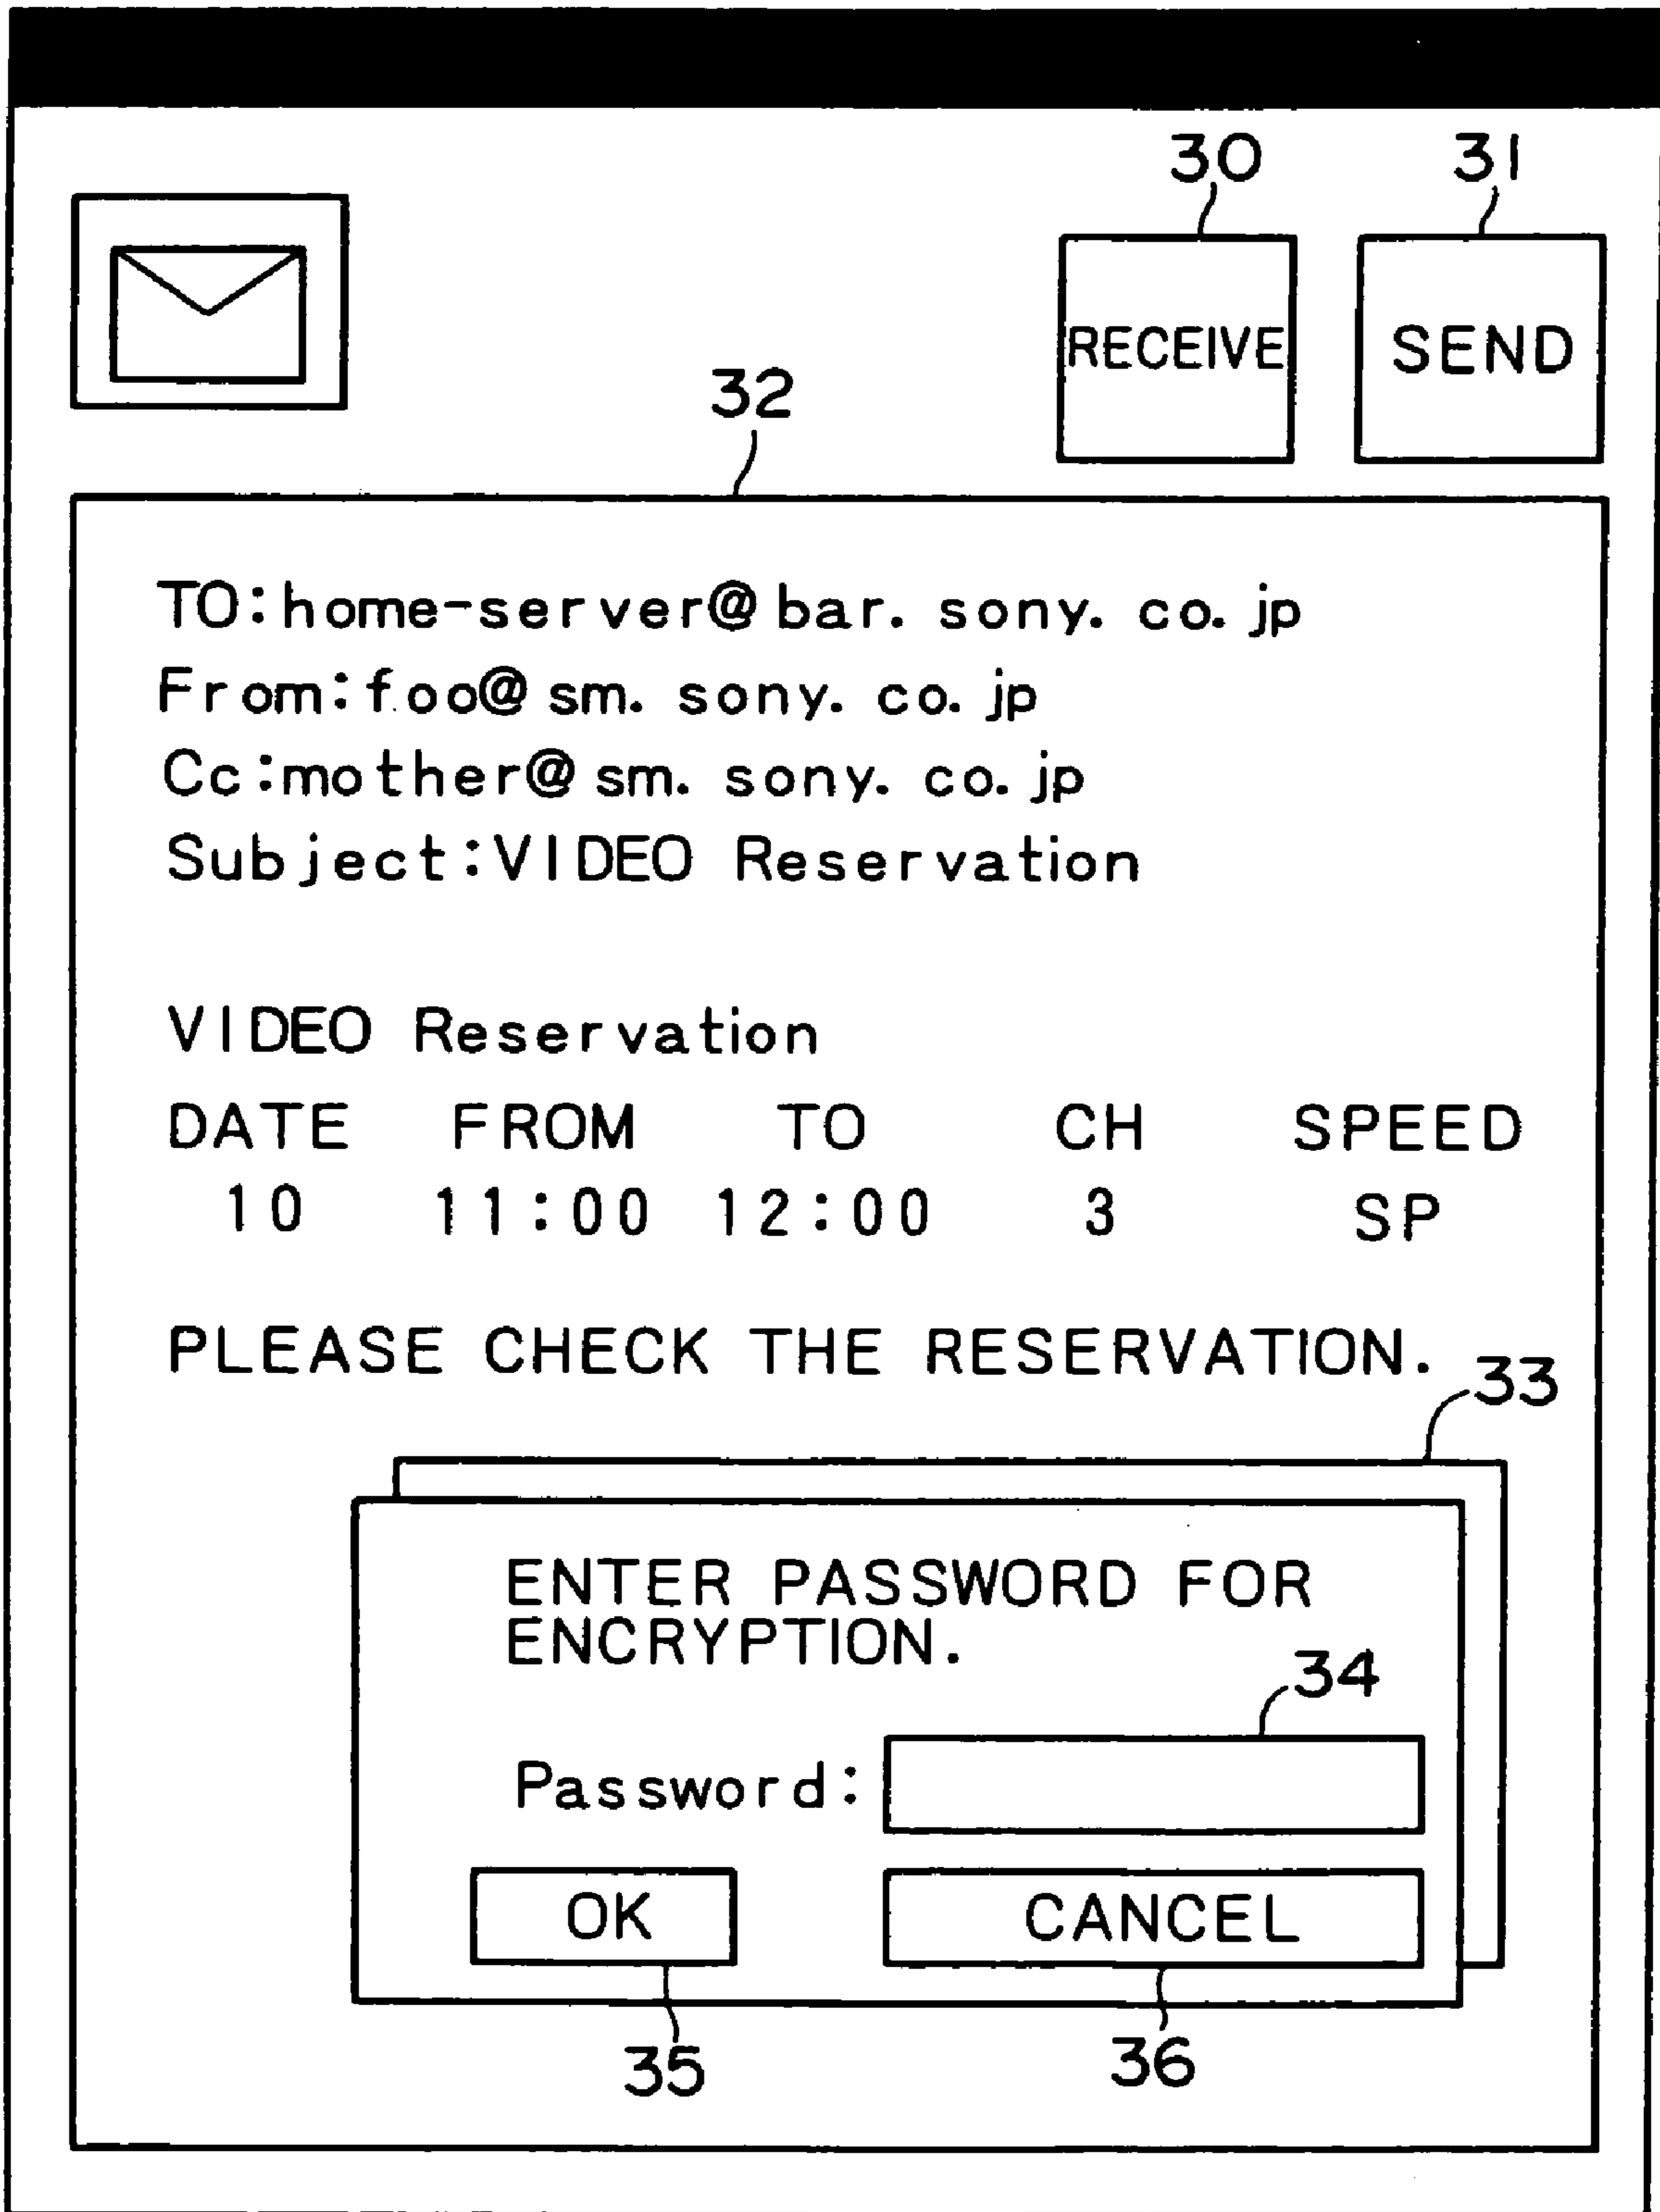 30 31
RECEIVE SEND
32
TO:home-server@bar.sony.co.jp
From:foo@sm.sony.co.jp
Cc:mother@sm.sony.co.jp
Subject:VIDEO Reservation
VIDEO Reservation
DATE FROM TO CH SPEED
10 11:00 12:00 3 SP
PLEASE CHECK THE RESERVATION.
33
ENTER PASSWORD FOR
ENCRYPTION.
34
Password:
OK CANCEL
35 36